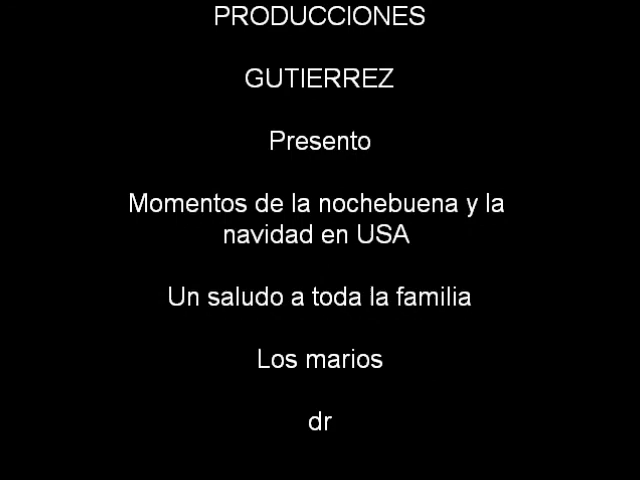 PRODUCCIONES
GUTIERREZ
Presento
Momentos de la nochebuena y la
navidad en USA
Un saludo a toda la familia
Los marios
dr